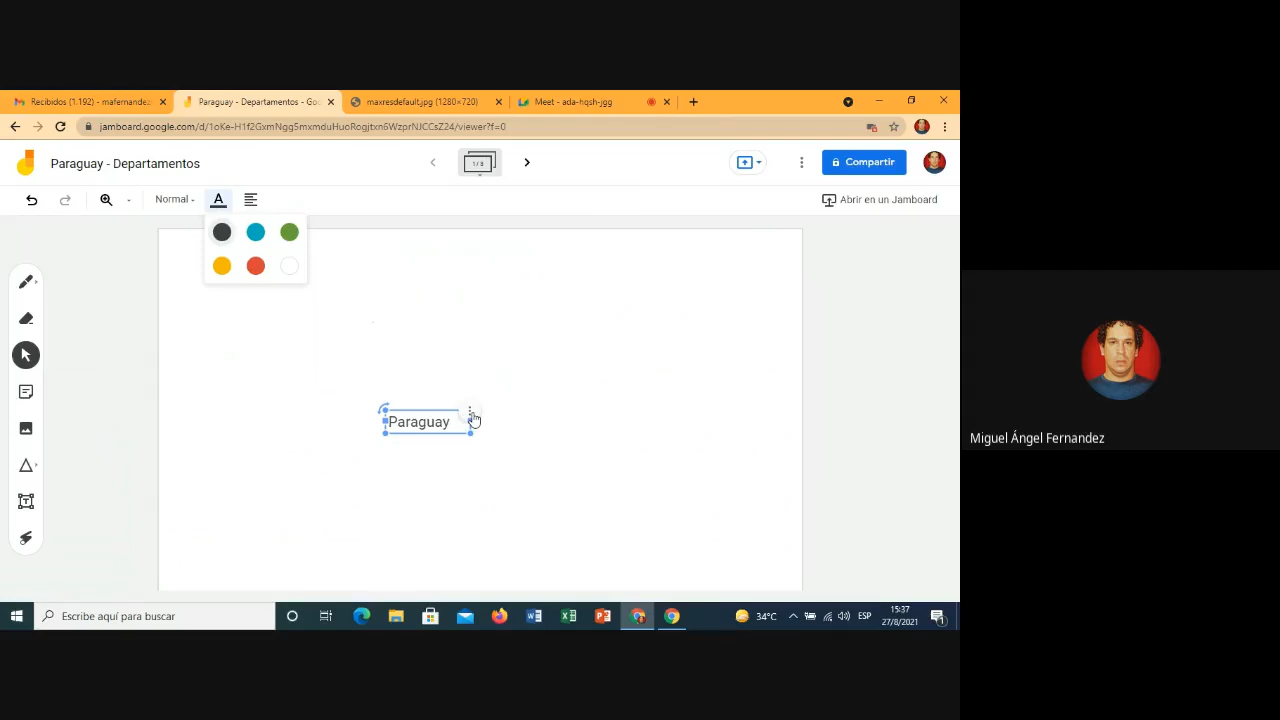 Recibidos (1.192) - mafernandez
Paraguay - Departamentos - Goo
maxresdefault.jpg (1280×720)
Meet - ada-hqsh-jgg
jamboard.google.com/d/1oKe-H1f2GxmNgg5mxmduHuoRogjtxn6WzprNJCCsZ24/viewer?f=0
Paraguay - Departamentos
1/3
Compartir
Normal
A
Abrir en un Jamboard
Paraguay
Miguel Ángel Fernandez
Escribe aquí para buscar
34°C
ESP
15:37
27/8/2021